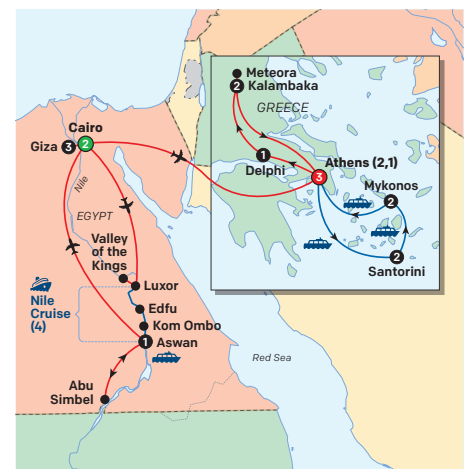 Meteora
2 Kalambaka
GREECE
1
Delphi
Athens (2,1)
3
Mykonos
2
2
Santorini
Cairo
Giza 3 2
Nile
EGYPT
Valley
of the
Kings
Luxor
Nile
Cruise
(4)
Edfu
Kom Ombo
1 Aswan
Abu
Simbel
Red Sea